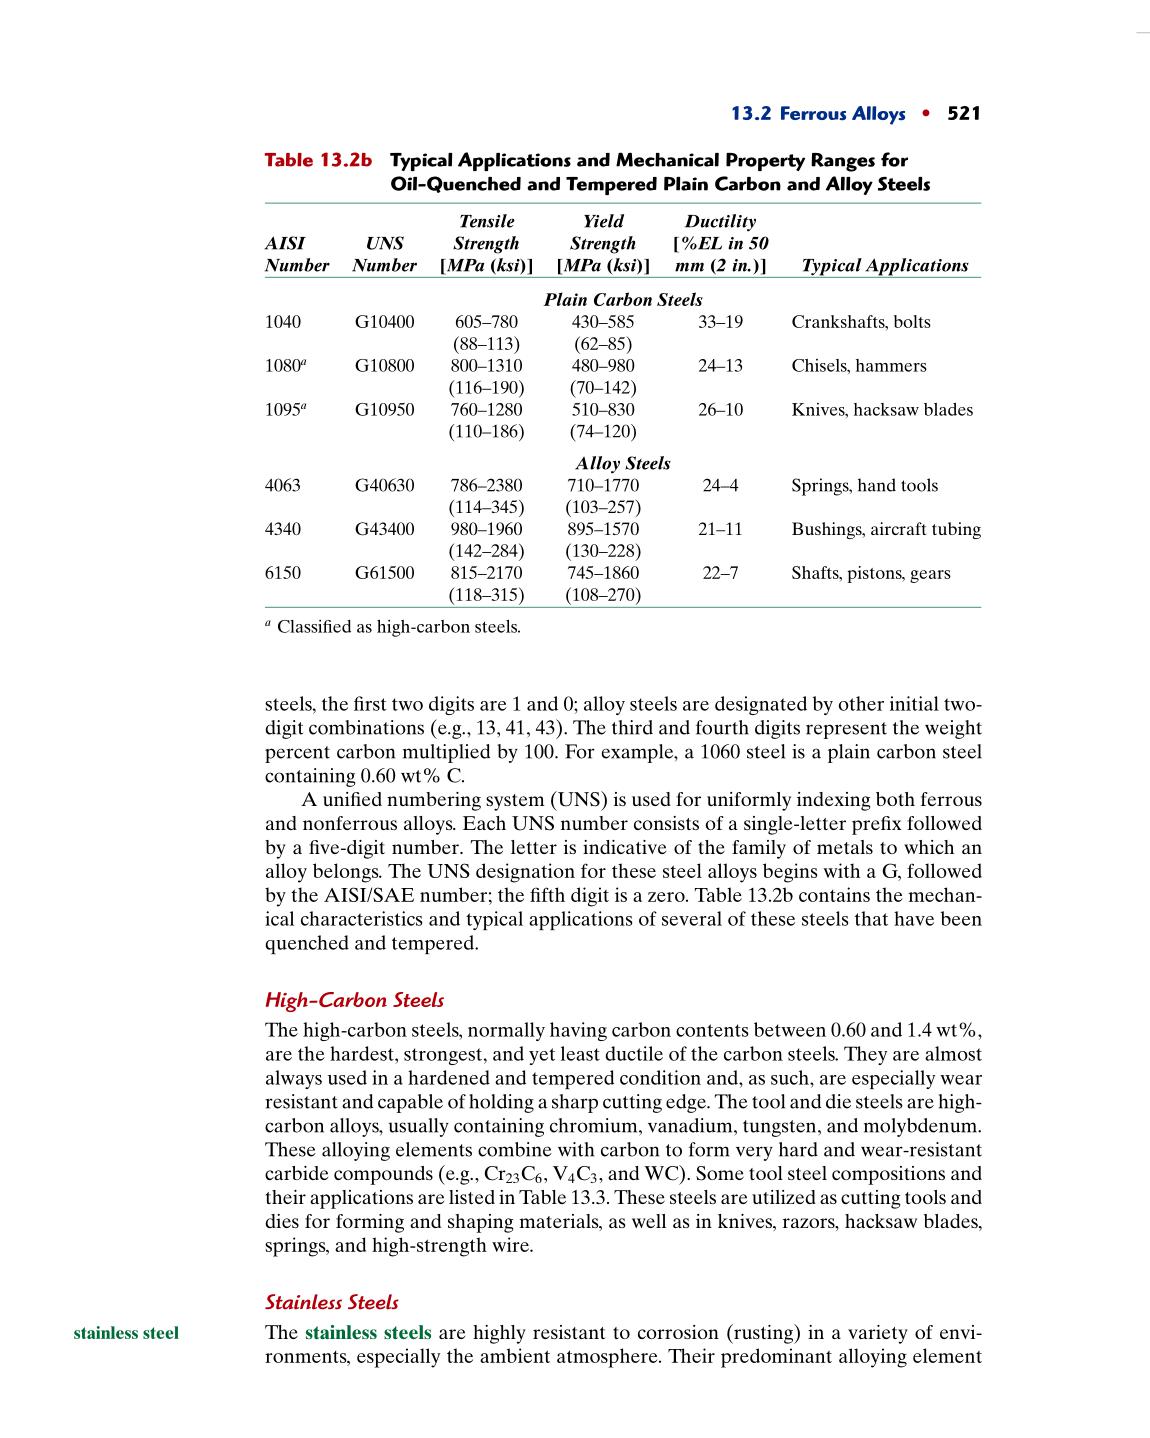 13.2 Ferrous Alloys • 521
Table 13.2b Typical Applications and Mechanical Property Ranges for
Oil-Quenched and Tempered Plain Carbon and Alloy Steels
Tensile Yield Ductility
AISI UNS Strength Strength [%EL in 50
Number Number [MPa (ksi)] [MPa (ksi)] mm (2 in.)] Typical Applications
Plain Carbon Steels
1040 G10400 605–780 430–585 33–19 Crankshafts, bolts
(88–113) (62–85)
1080ᵃ G10800 800–1310 480–980 24–13 Chisels, hammers
(116–190) (70–142)
1095ᵃ G10950 760–1280 510–830 26–10 Knives, hacksaw blades
(110–186) (74–120)
Alloy Steels
4063 G40630 786–2380 710–1770 24–4 Springs, hand tools
(114–345) (103–257)
4340 G43400 980–1960 895–1570 21–11 Bushings, aircraft tubing
(142–284) (130–228)
6150 G61500 815–2170 745–1860 22–7 Shafts, pistons, gears
(118–315) (108–270)
ᵃ Classified as high-carbon steels.
steels, the first two digits are 1 and 0; alloy steels are designated by other initial two-
digit combinations (e.g., 13, 41, 43). The third and fourth digits represent the weight
percent carbon multiplied by 100. For example, a 1060 steel is a plain carbon steel
containing 0.60 wt% C.
A unified numbering system (UNS) is used for uniformly indexing both ferrous
and nonferrous alloys. Each UNS number consists of a single-letter prefix followed
by a five-digit number. The letter is indicative of the family of metals to which an
alloy belongs. The UNS designation for these steel alloys begins with a G, followed
by the AISI/SAE number; the fifth digit is a zero. Table 13.2b contains the mechan-
ical characteristics and typical applications of several of these steels that have been
quenched and tempered.
High-Carbon Steels
The high-carbon steels, normally having carbon contents between 0.60 and 1.4 wt%,
are the hardest, strongest, and yet least ductile of the carbon steels. They are almost
always used in a hardened and tempered condition and, as such, are especially wear
resistant and capable of holding a sharp cutting edge. The tool and die steels are high-
carbon alloys, usually containing chromium, vanadium, tungsten, and molybdenum.
These alloying elements combine with carbon to form very hard and wear-resistant
carbide compounds (e.g., Cr₂₃C₆, V₄C₃, and WC). Some tool steel compositions and
their applications are listed in Table 13.3. These steels are utilized as cutting tools and
dies for forming and shaping materials, as well as in knives, razors, hacksaw blades,
springs, and high-strength wire.
Stainless Steels
stainless steel
The stainless steels are highly resistant to corrosion (rusting) in a variety of envi-
ronments, especially the ambient atmosphere. Their predominant alloying element